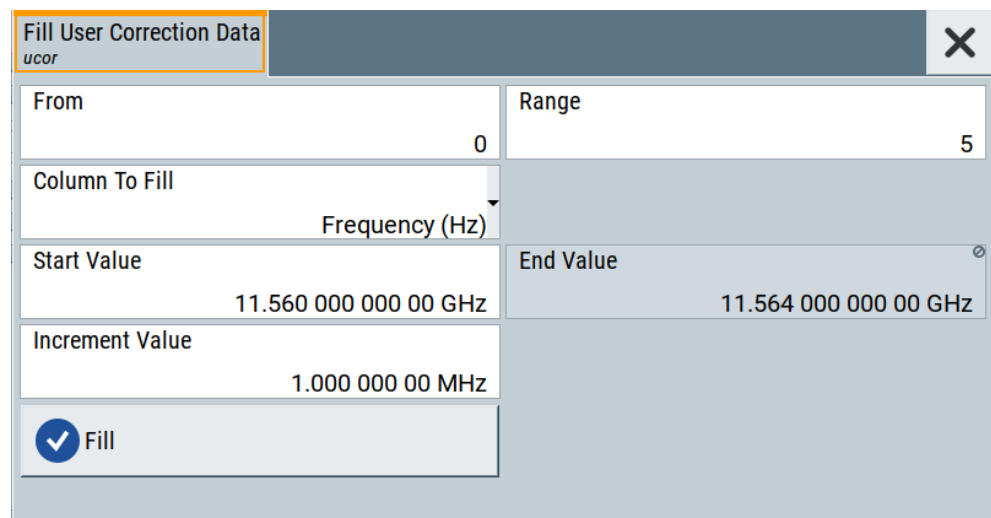 Fill User Correction Data
ucor
From
0
Range
5
Column To Fill
Frequency (Hz)
Start Value
11.560 000 000 00 GHz
End Value
11.564 000 000 00 GHz
Increment Value
1.000 000 00 MHz
Fill